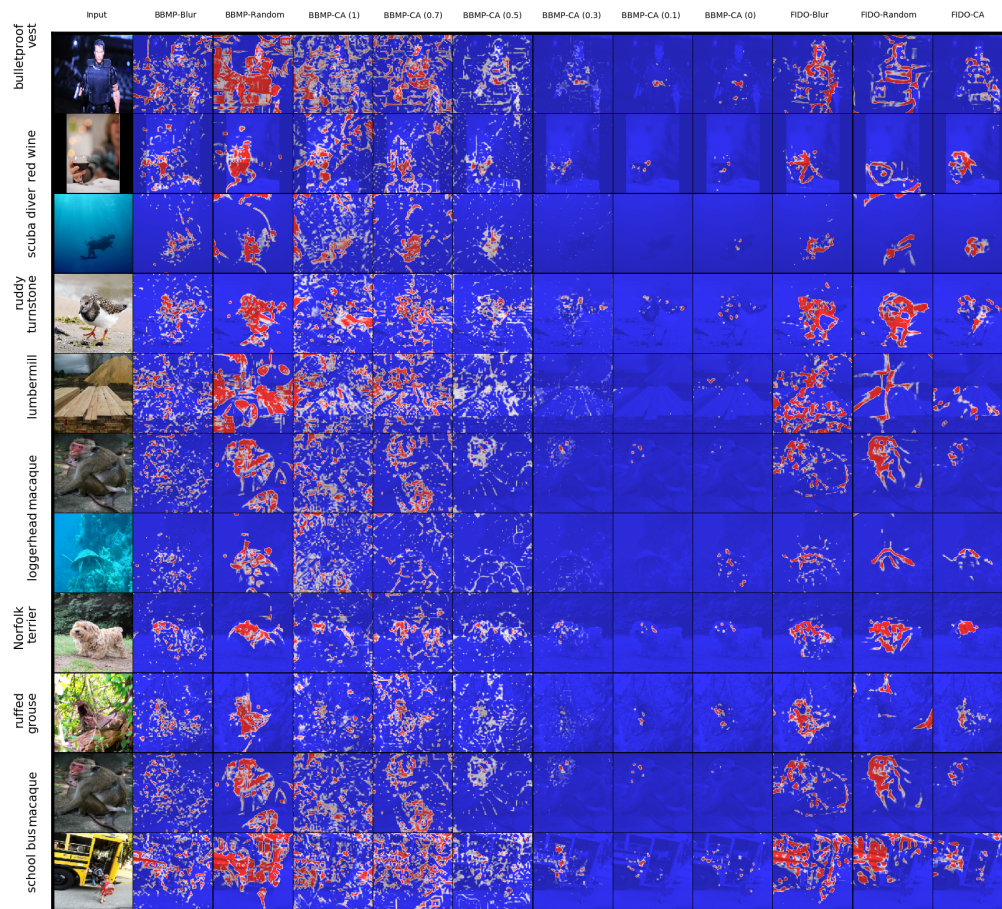 Input BBMP-Blur BBMP-Random BBMP-CA (1) BBMP-CA (0.7) BBMP-CA (0.5) BBMP-CA (0.3) BBMP-CA (0.1) BBMP-CA (0) FIDO-Blur FIDO-Random FIDO-CA
bulletproof
vest
red wine
scuba diver
ruddy
turnstone
lumbermill
macaque
loggerhead
Norfolk
terrier
ruffed
grouse
macaque
school bus